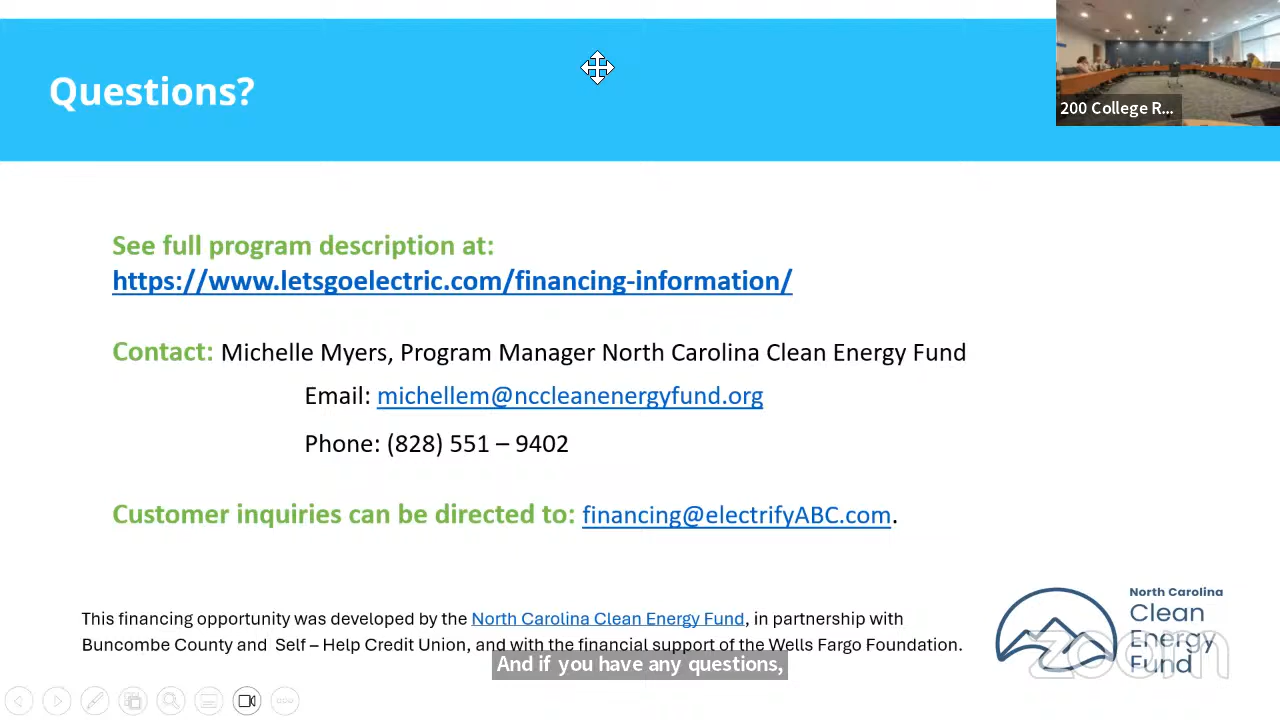 Questions?
200 College R...
See full program description at:
https://www.letsgoelectric.com/financing-information/
Contact: Michelle Myers, Program Manager North Carolina Clean Energy Fund
Email: michellem@nccleanenergyfund.org
Phone: (828) 551 – 9402
Customer inquiries can be directed to: financing@electrifyABC.com.
This financing opportunity was developed by the North Carolina Clean Energy Fund, in partnership with
Buncombe County and Self – Help Credit Union, and with the financial support of the Wells Fargo Foundation.
North Carolina
Clean
Energy
Fund
zoom
And if you have any questions,